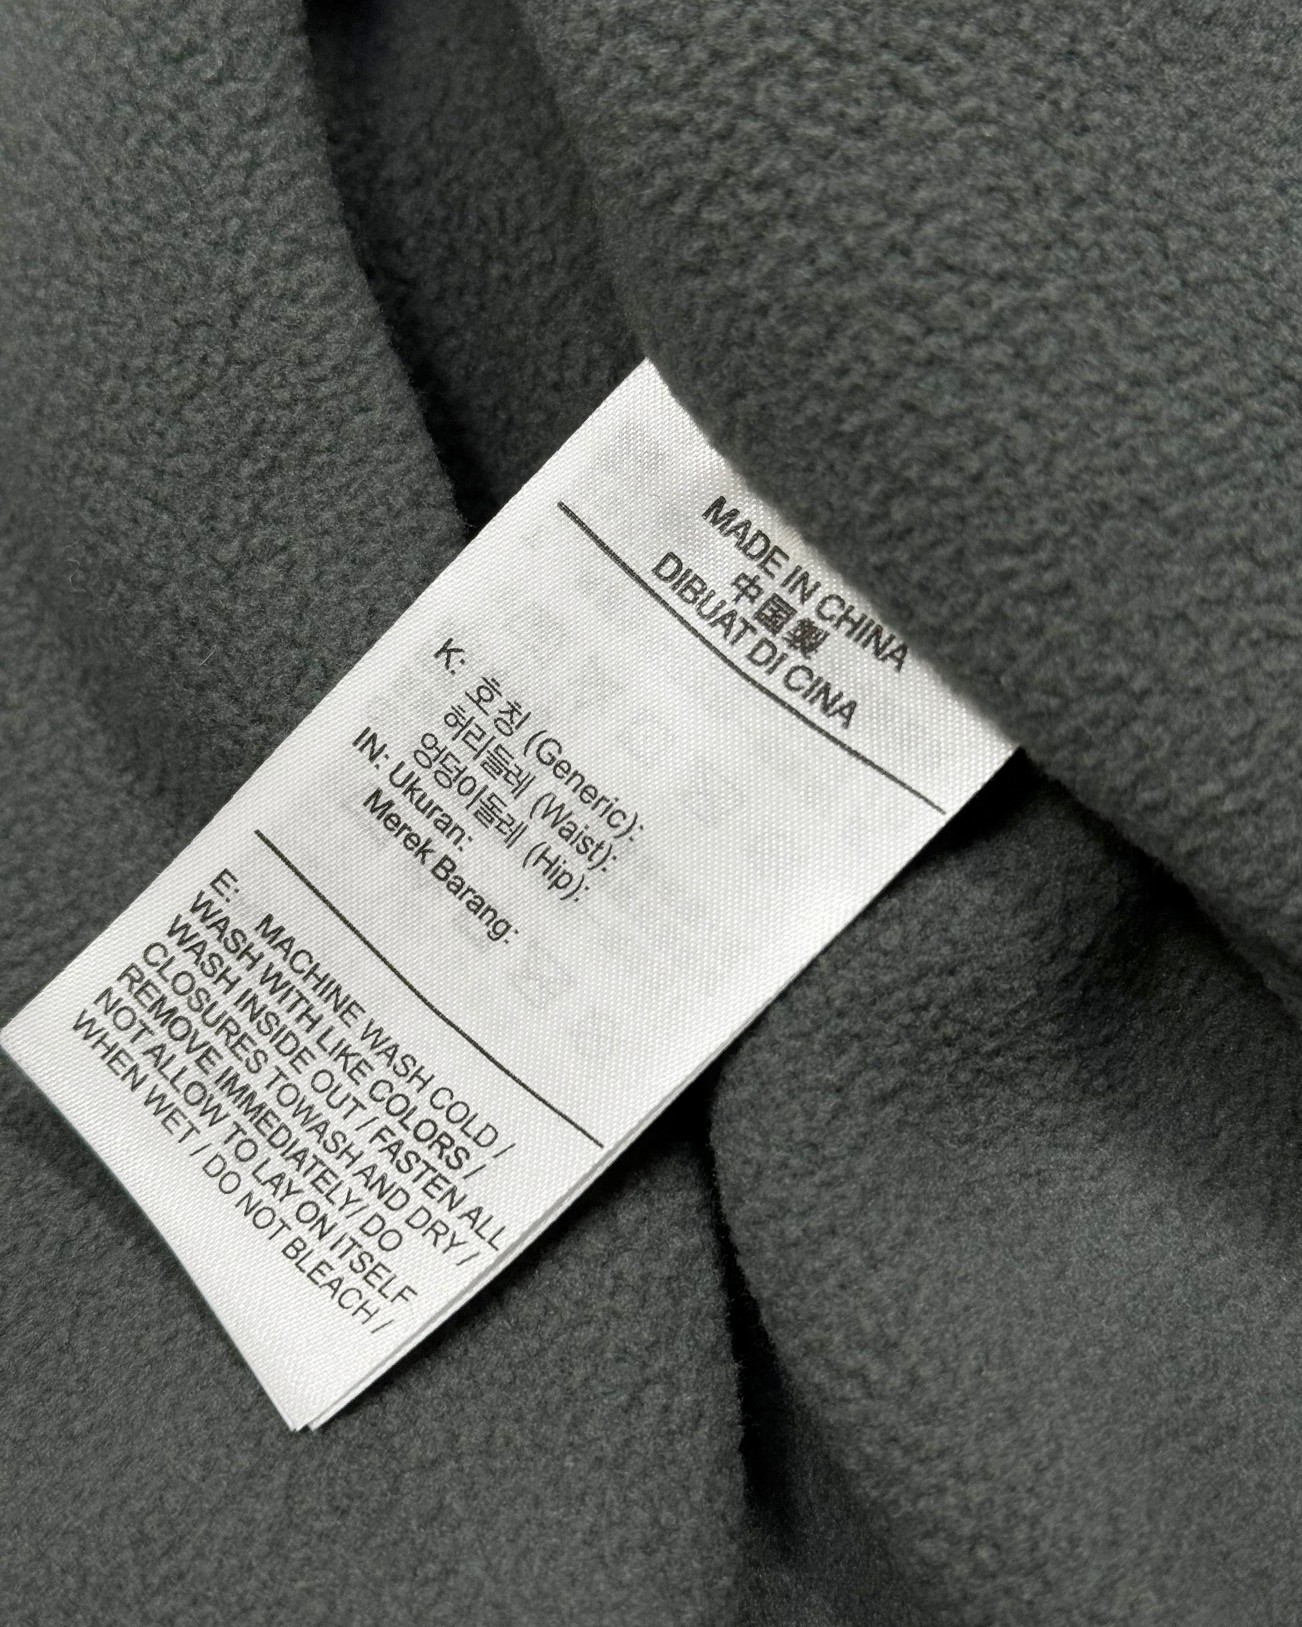 MADE IN CHINA
中国製
DIBUAT DI CINA
K: 호칭 (Generic):
허리둘레 (Waist):
엉덩이둘레 (Hip):
IN: Ukuran:
Merek Barang:
E: MACHINE WASH COLD /
WASH WITH LIKE COLORS /
WASH INSIDE OUT / FASTEN ALL
CLOSURES TOWASH AND DRY /
REMOVE IMMEDIATELY/ DO
NOT ALLOW TO LAY ON ITSELF
WHEN WET / DO NOT BLEACH /